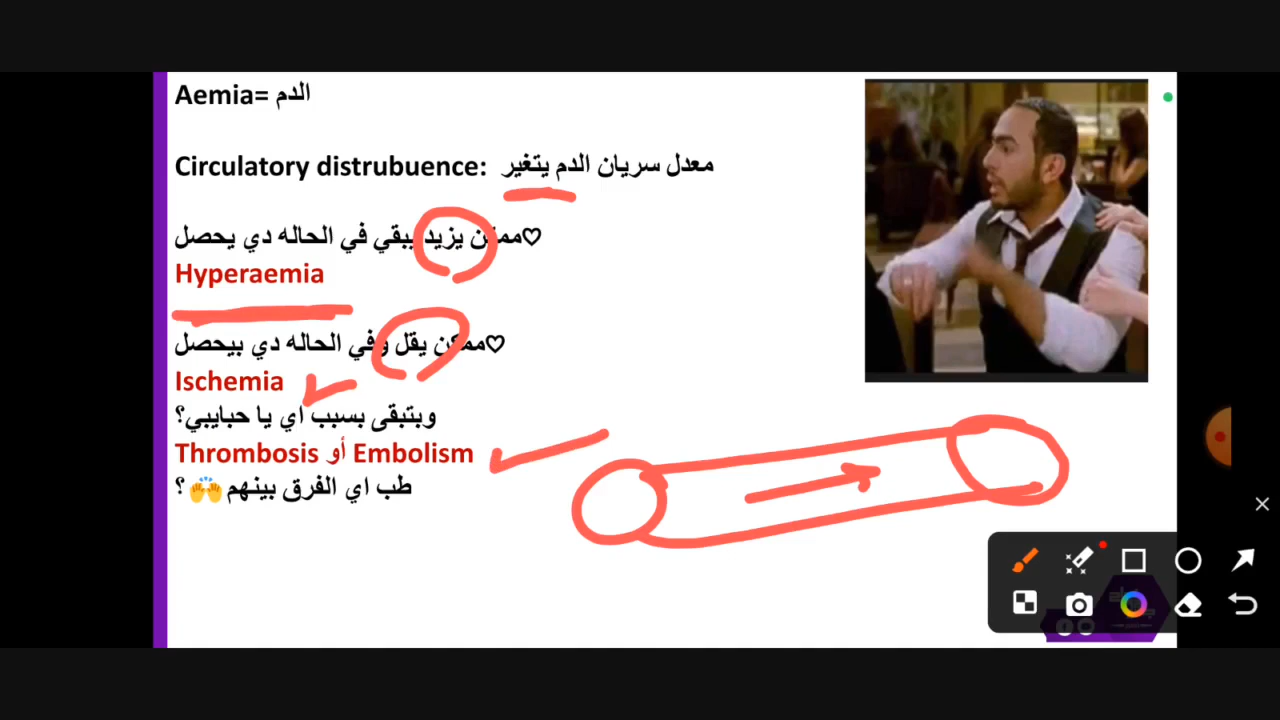 Aemia= الدم
Circulatory distrubuence: معدل سريان الدم يتغير
♡ممكن يزيد يبقي في الحاله دي يحصل
Hyperaemia
♡ممكن يقل وفي الحاله دي بيحصل
Ischemia
وبتبقى بسبب اي يا حبايبي؟
Thrombosis أو Embolism
طب اي الفرق بينهم🙌؟